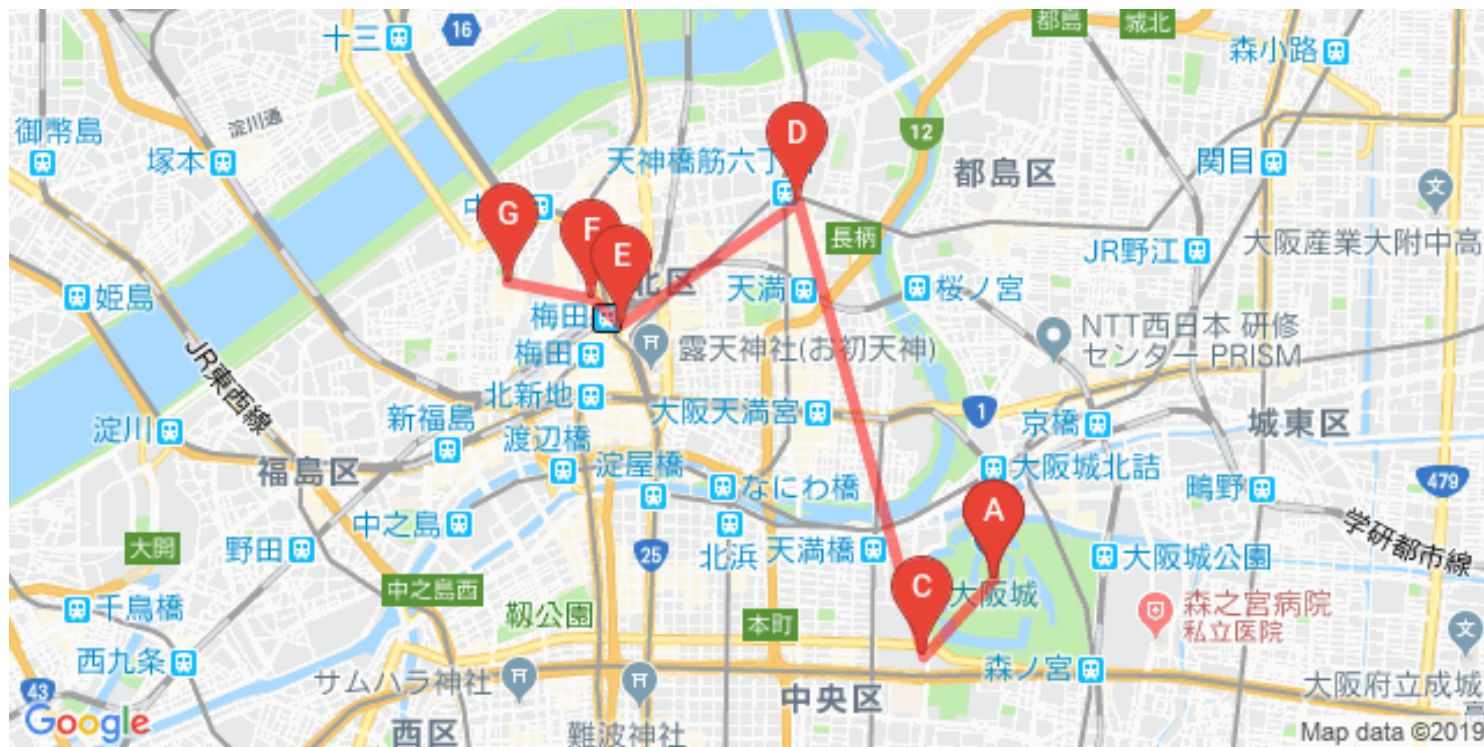 十三
16
都島
城北
森小路
淀川通
御幣島
塚本
12
D
天神橋筋六丁
都島区
関目
中
G
F
E
長柄
大阪産業大附中高
JR野江
姫島
北区
天満
桜ノ宮
梅田
NTT西日本 研修
センター PRISM
梅田
露天神社(お初天神)
JR東西線
北新地
新福島
大阪天満宮
1
京橋
城東区
淀川
渡辺橋
福島区
淀屋橋
なにわ橋
大阪城北詰
鴫野
479
A
中之島
学研都市線
大開
野田
25
北浜
天満橋
大阪城公園
C
中之島西
千鳥橋
靱公園
大阪城
森之宮病院
私立医院
本町
西九条
サムハラ神社
森ノ宮
43
中央区
大阪府立成城
高
Google
西区
難波神社
Map data ©2019